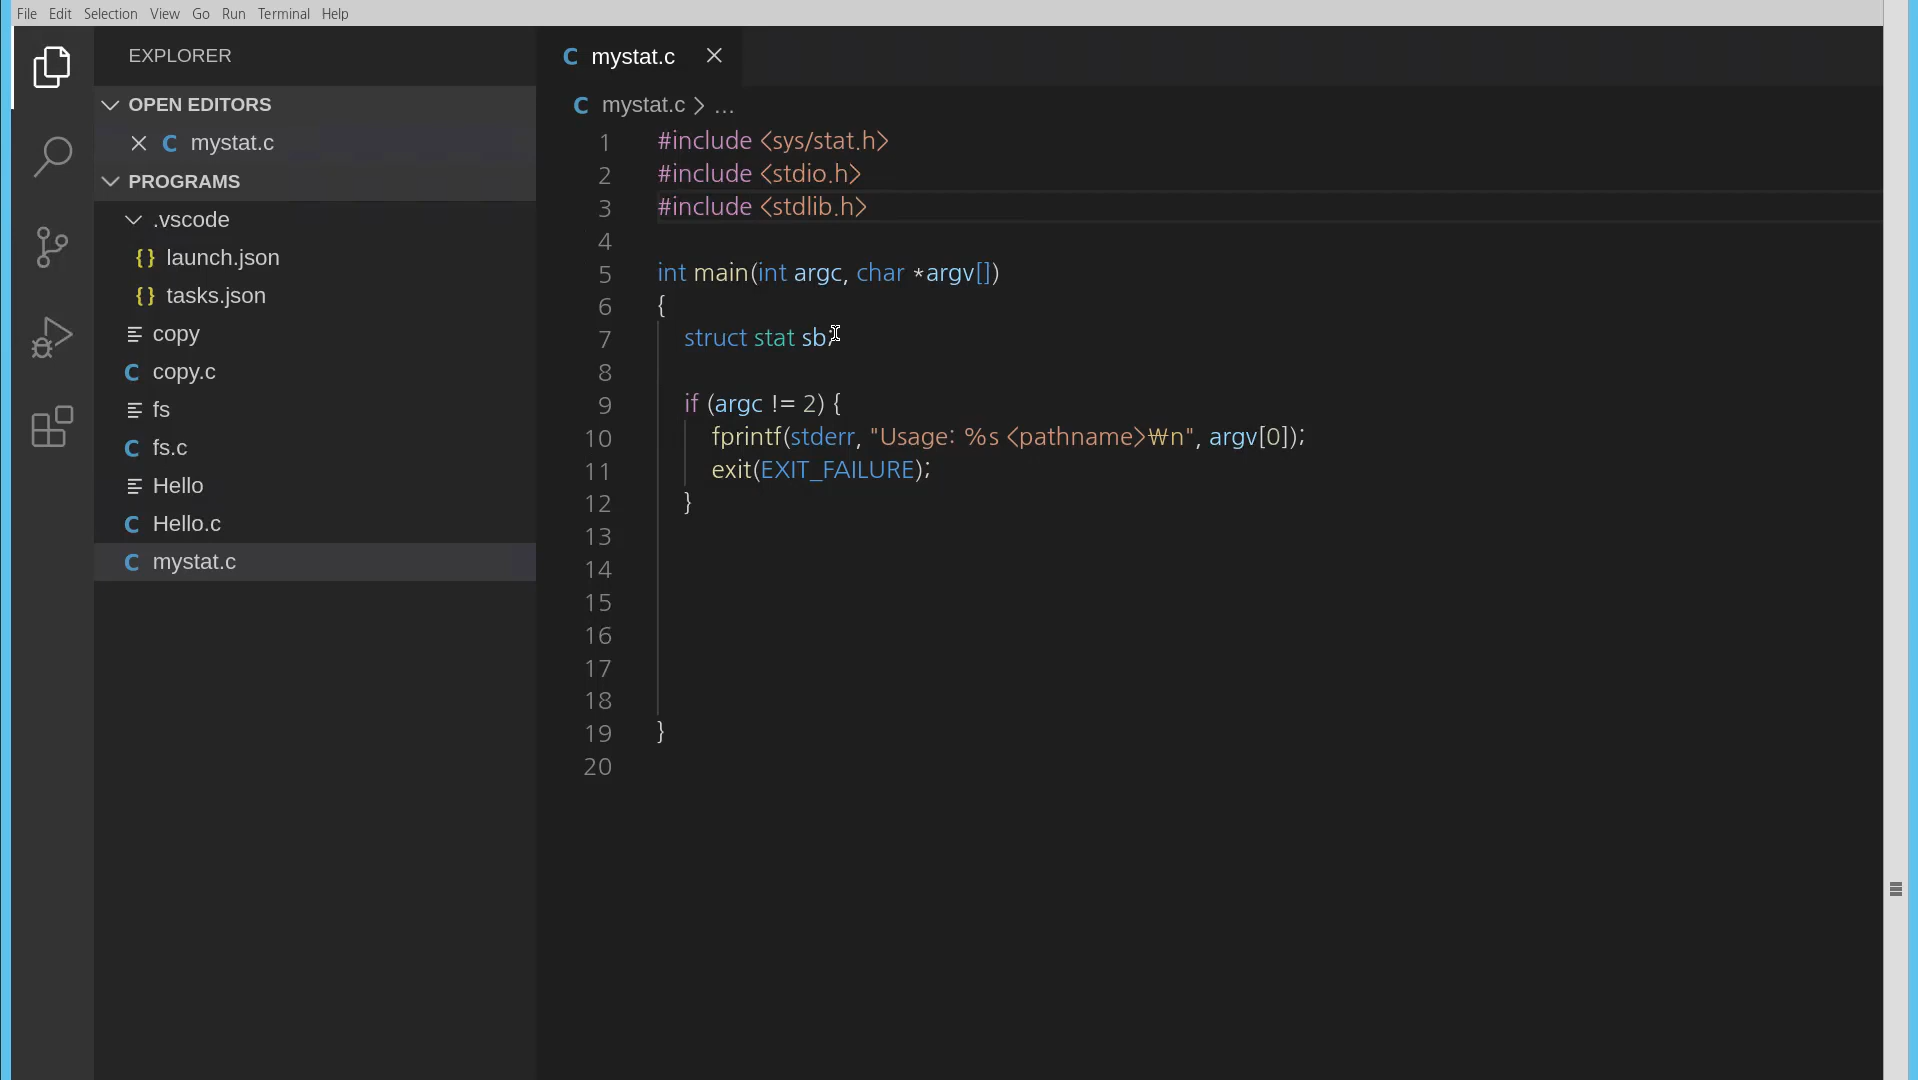 File Edit Selection View Go Run Terminal Help
EXPLORER
OPEN EDITORS
mystat.c
PROGRAMS
.vscode
{} launch.json
{} tasks.json
copy
C copy.c
fs
C fs.c
Hello
C Hello.c
C mystat.c
C mystat.c
C mystat.c > ...
1 #include <sys/stat.h>
2 #include <stdio.h>
3 #include <stdlib.h>
4
5 int main(int argc, char *argv[])
6 {
7 struct stat sb;
8
9 if (argc != 2) {
10 fprintf(stderr, "Usage: %s <pathname>₩n", argv[0]);
11 exit(EXIT_FAILURE);
12 }
13
14
15
16
17
18
19 }
20